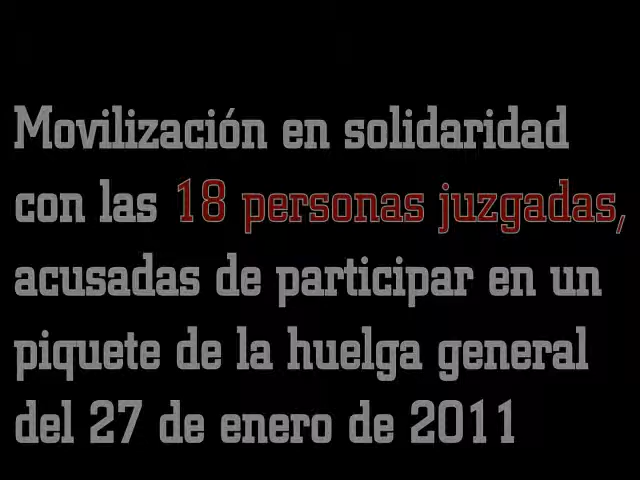 Movilización en solidaridad
con las 18 personas juzgadas,
acusadas de participar en un
piquete de la huelga general
del 27 de enero de 2011